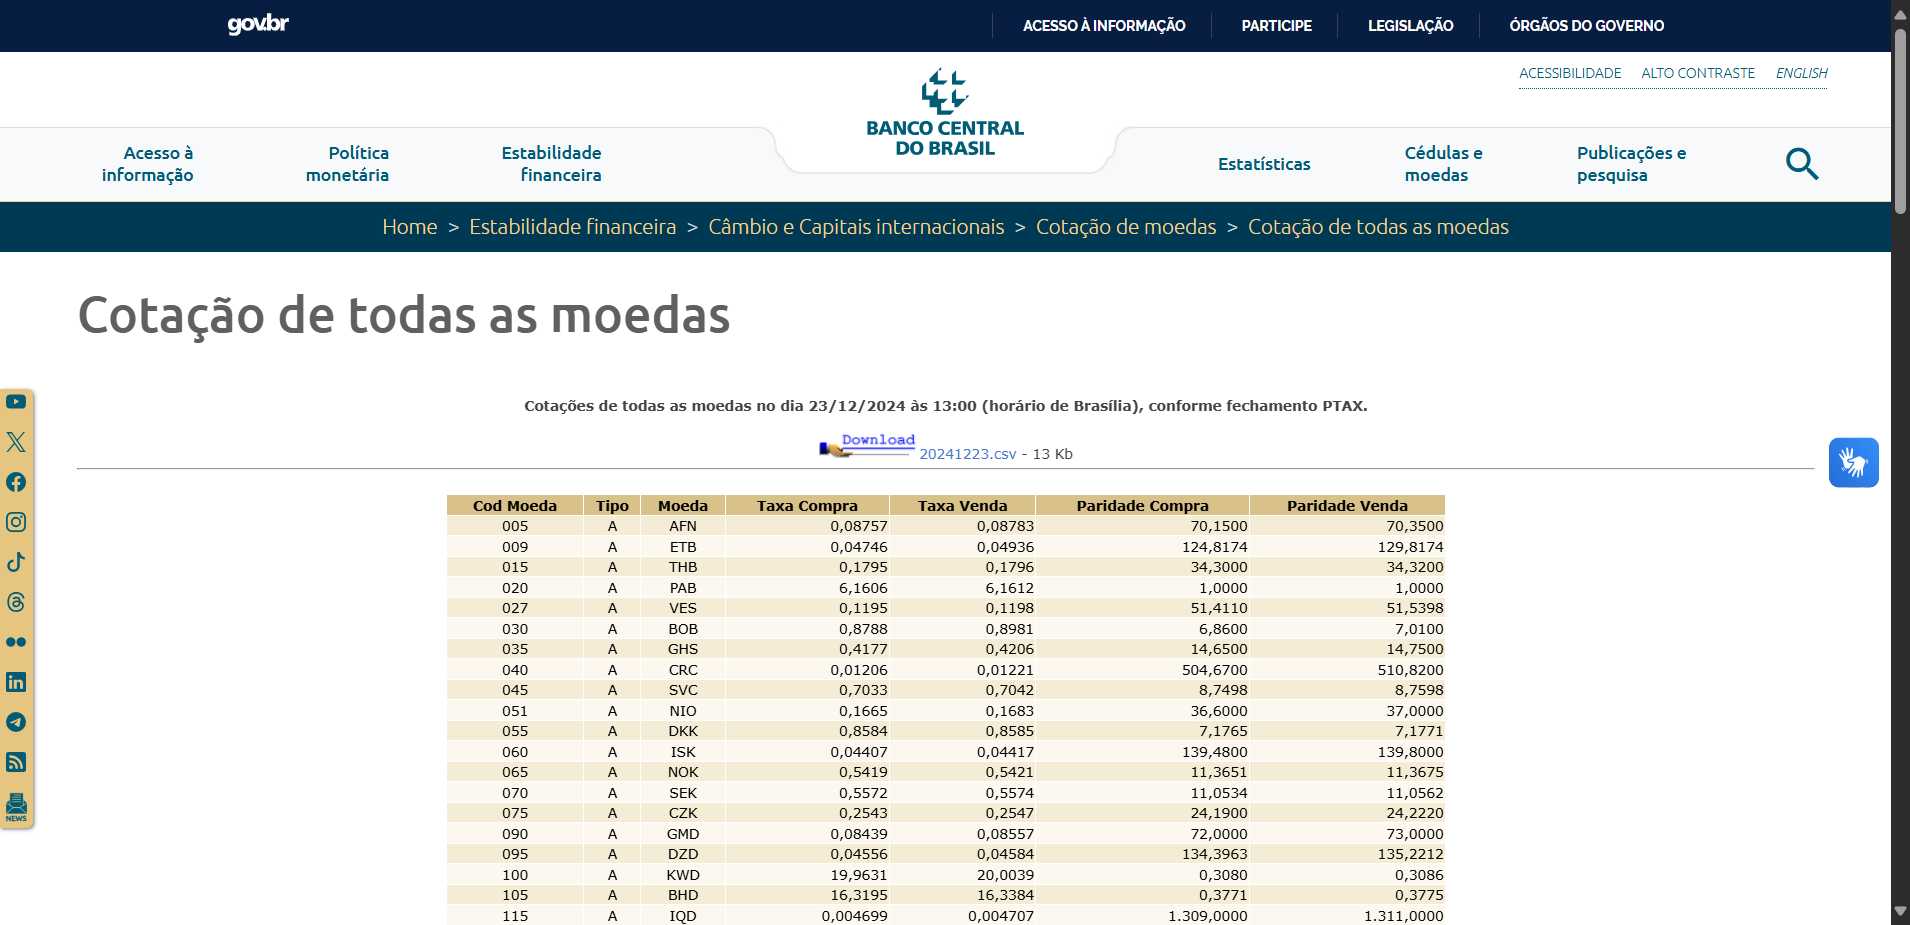 gov.br
ACESSO À INFORMAÇÃO PARTICIPE LEGISLAÇÃO ÓRGÃOS DO GOVERNO
ACESSIBILIDADE ALTO CONTRASTE ENGLISH
BANCO CENTRAL
DO BRASIL
Acesso à
informação
Política
monetária
Estabilidade
financeira
Estatísticas
Cédulas e
moedas
Publicações e
pesquisa
Home > Estabilidade financeira > Câmbio e Capitais internacionais > Cotação de moedas > Cotação de todas as moedas
Cotação de todas as moedas
Cotações de todas as moedas no dia 23/12/2024 às 13:00 (horário de Brasília), conforme fechamento PTAX.
Download 20241223.csv - 13 Kb
Cod Moeda Tipo Moeda Taxa Compra Taxa Venda Paridade Compra Paridade Venda
005 A AFN 0,08757 0,08783 70,1500 70,3500
009 A ETB 0,04746 0,04936 124,8174 129,8174
015 A THB 0,1795 0,1796 34,3000 34,3200
020 A PAB 6,1606 6,1612 1,0000 1,0000
027 A VES 0,1195 0,1198 51,4110 51,5398
030 A BOB 0,8788 0,8981 6,8600 7,0100
035 A GHS 0,4177 0,4206 14,6500 14,7500
040 A CRC 0,01206 0,01221 504,6700 510,8200
045 A SVC 0,7033 0,7042 8,7498 8,7598
051 A NIO 0,1665 0,1683 36,6000 37,0000
055 A DKK 0,8584 0,8585 7,1765 7,1771
060 A ISK 0,04407 0,04417 139,4800 139,8000
065 A NOK 0,5419 0,5421 11,3651 11,3675
070 A SEK 0,5572 0,5574 11,0534 11,0562
075 A CZK 0,2543 0,2547 24,1900 24,2220
090 A GMD 0,08439 0,08557 72,0000 73,0000
095 A DZD 0,04556 0,04584 134,3963 135,2212
100 A KWD 19,9631 20,0039 0,3080 0,3086
105 A BHD 16,3195 16,3384 0,3771 0,3775
115 A IQD 0,004699 0,004707 1.309,0000 1.311,0000
NEWS